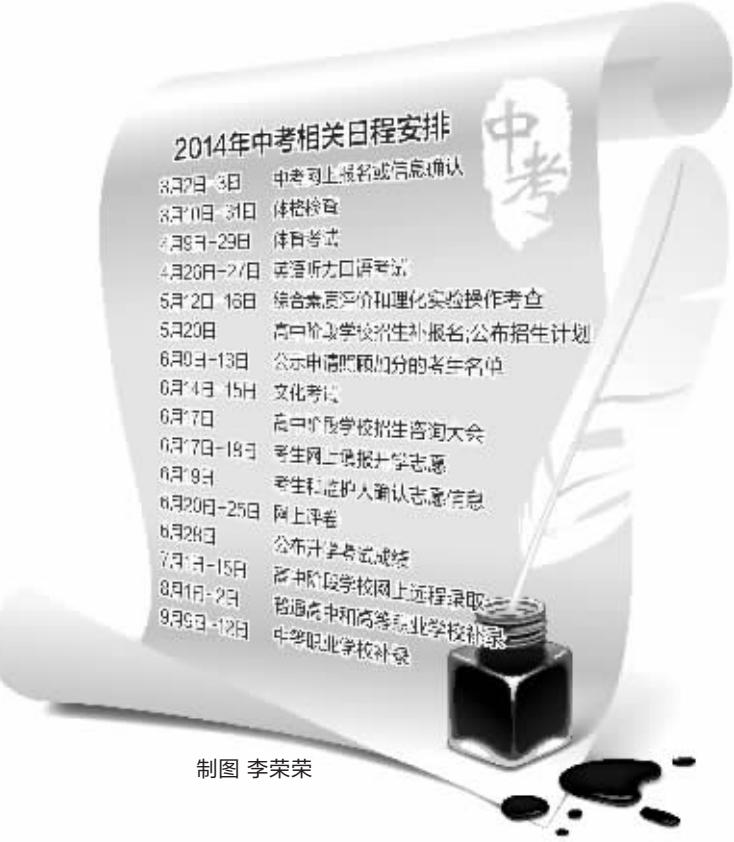 中考
2014年中考相关日程安排
3月2日-3日 中考网上报名或信息确认
3月10日-31日 体格检查
4月9日-29日 体育考试
4月26日-27日 英语听力口语考试
5月12日-16日 综合素质评价和理化实验操作考查
5月20日 高中阶段学校招生补报名;公布招生计划
6月9日-13日 公示申请照顾加分的考生名单
6月14日-15日 文化考试
6月17日 高中阶段学校招生咨询大会
6月17日-18日 考生网上填报升学志愿
6月19日 考生和监护人确认志愿信息
6月20日-25日 网上评卷
6月28日 公布升学考试成绩
7月1日-15日 高中阶段学校网上远程录取
8月1日-2日 普通高中和高等职业学校补录
9月9日-12日 中等职业学校补录
制图 李荣荣